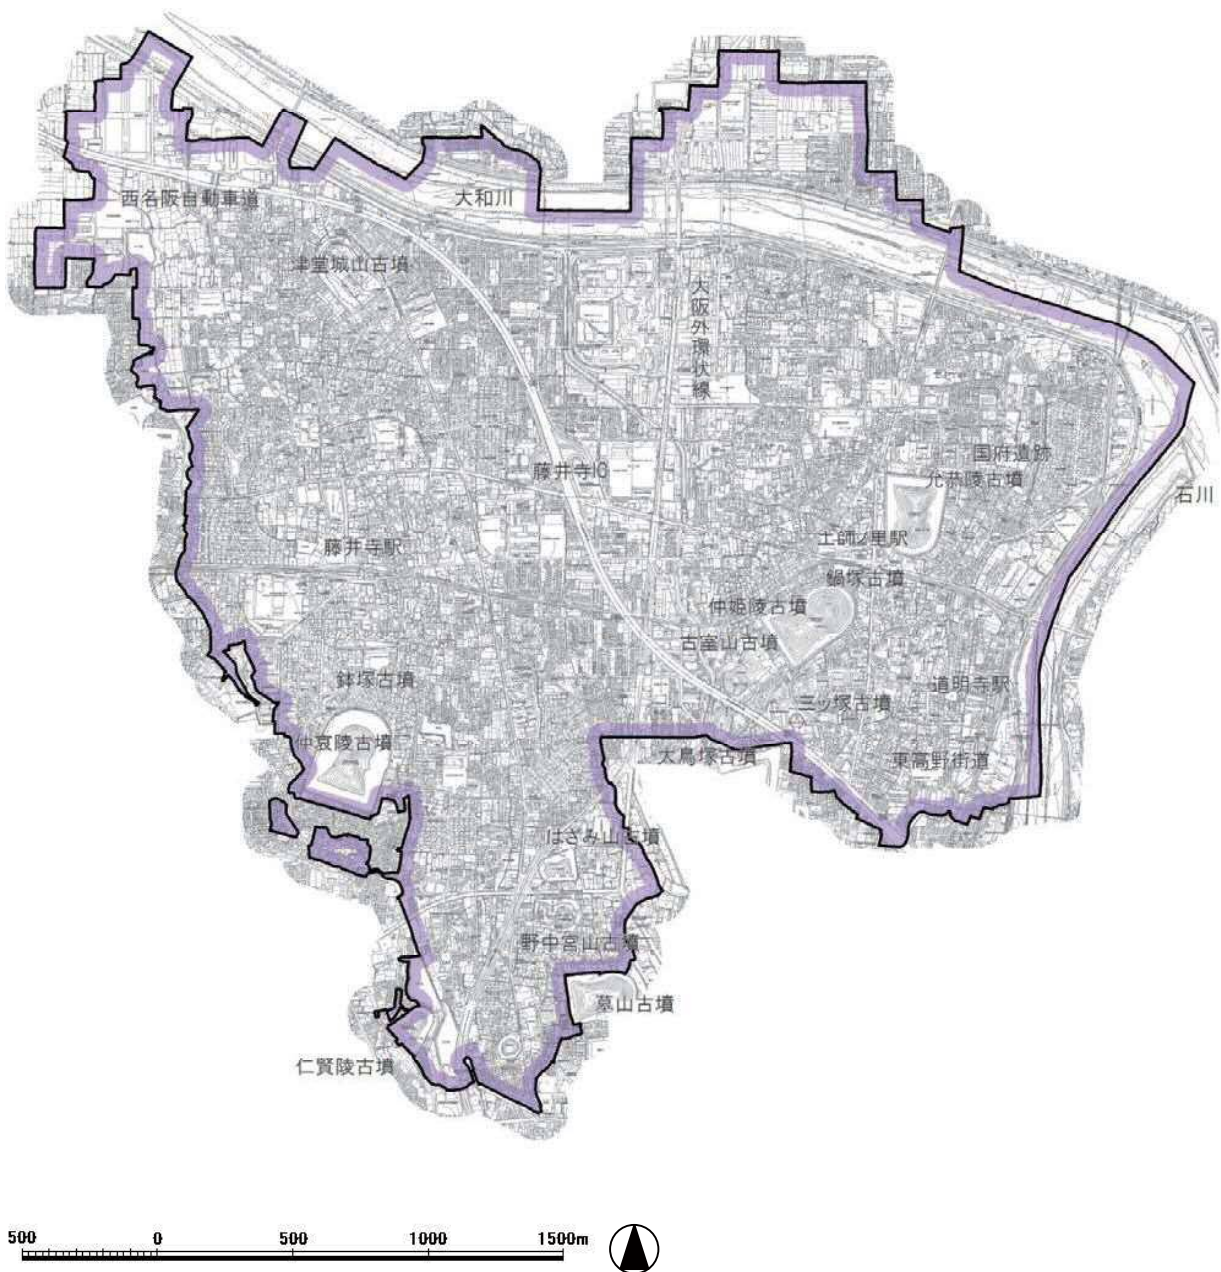 西名阪自動車道
大和川
津堂城山古墳
大阪外環状線
国府遺跡
藤井寺IC
允恭陵古墳
石川
藤井寺駅
土師ノ里駅
鍋塚古墳
仲姫陵古墳
古室山古墳
鉢塚古墳
道明寺駅
三ッ塚古墳
仲哀陵古墳
大鳥塚古墳
東高野街道
はざみ山古墳
野中宮山古墳
墓山古墳
仁賢陵古墳
500 0 500 1000 1500m